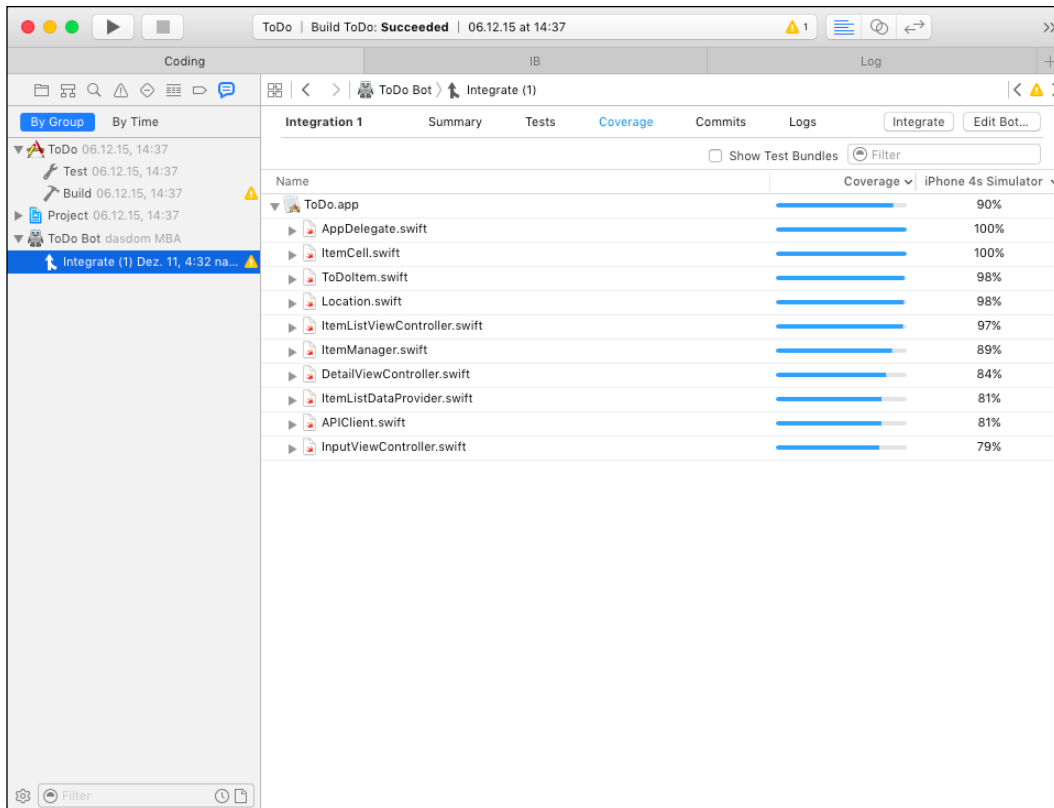 ToDo | Build ToDo: Succeeded | 06.12.15 at 14:37 1
Coding IB Log
ToDo Bot Integrate (1)
By Group By Time
Integration 1 Summary Tests Coverage Commits Logs Integrate Edit Bot...
Show Test Bundles Filter
Name Coverage iPhone 4s Simulator
ToDo 06.12.15, 14:37
Test 06.12.15, 14:37
Build 06.12.15, 14:37
Project 06.12.15, 14:37
ToDo Bot dasdom MBA
Integrate (1) Dez. 11, 4:32 na...
ToDo.app 90%
AppDelegate.swift 100%
ItemCell.swift 100%
ToDoItem.swift 98%
Location.swift 98%
ItemListViewController.swift 97%
ItemManager.swift 89%
DetailViewController.swift 84%
ItemListDataProvider.swift 81%
APIClient.swift 81%
InputViewController.swift 79%
Filter